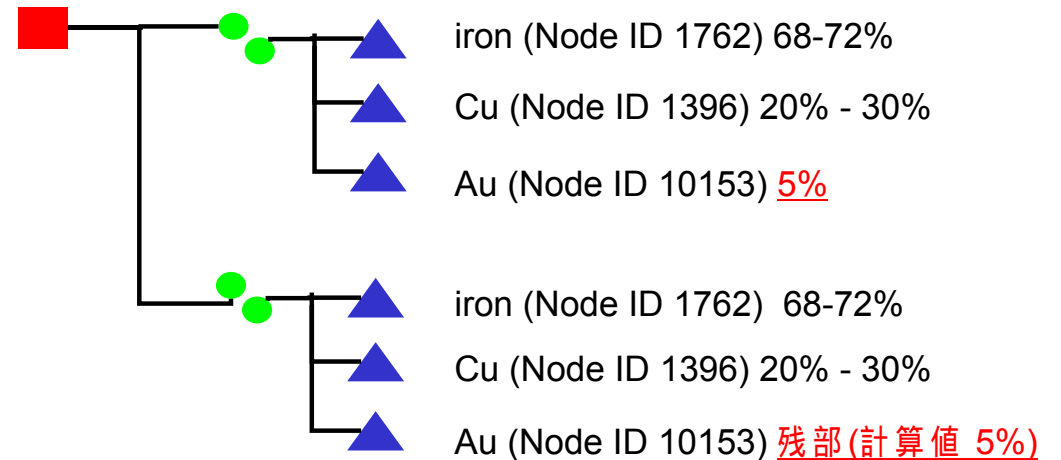 iron (Node ID 1762) 68-72%
Cu (Node ID 1396) 20% - 30%
Au (Node ID 10153) 5%
iron (Node ID 1762)  68-72%
Cu (Node ID 1396) 20% - 30%
Au (Node ID 10153) 残部(計算値 5%)